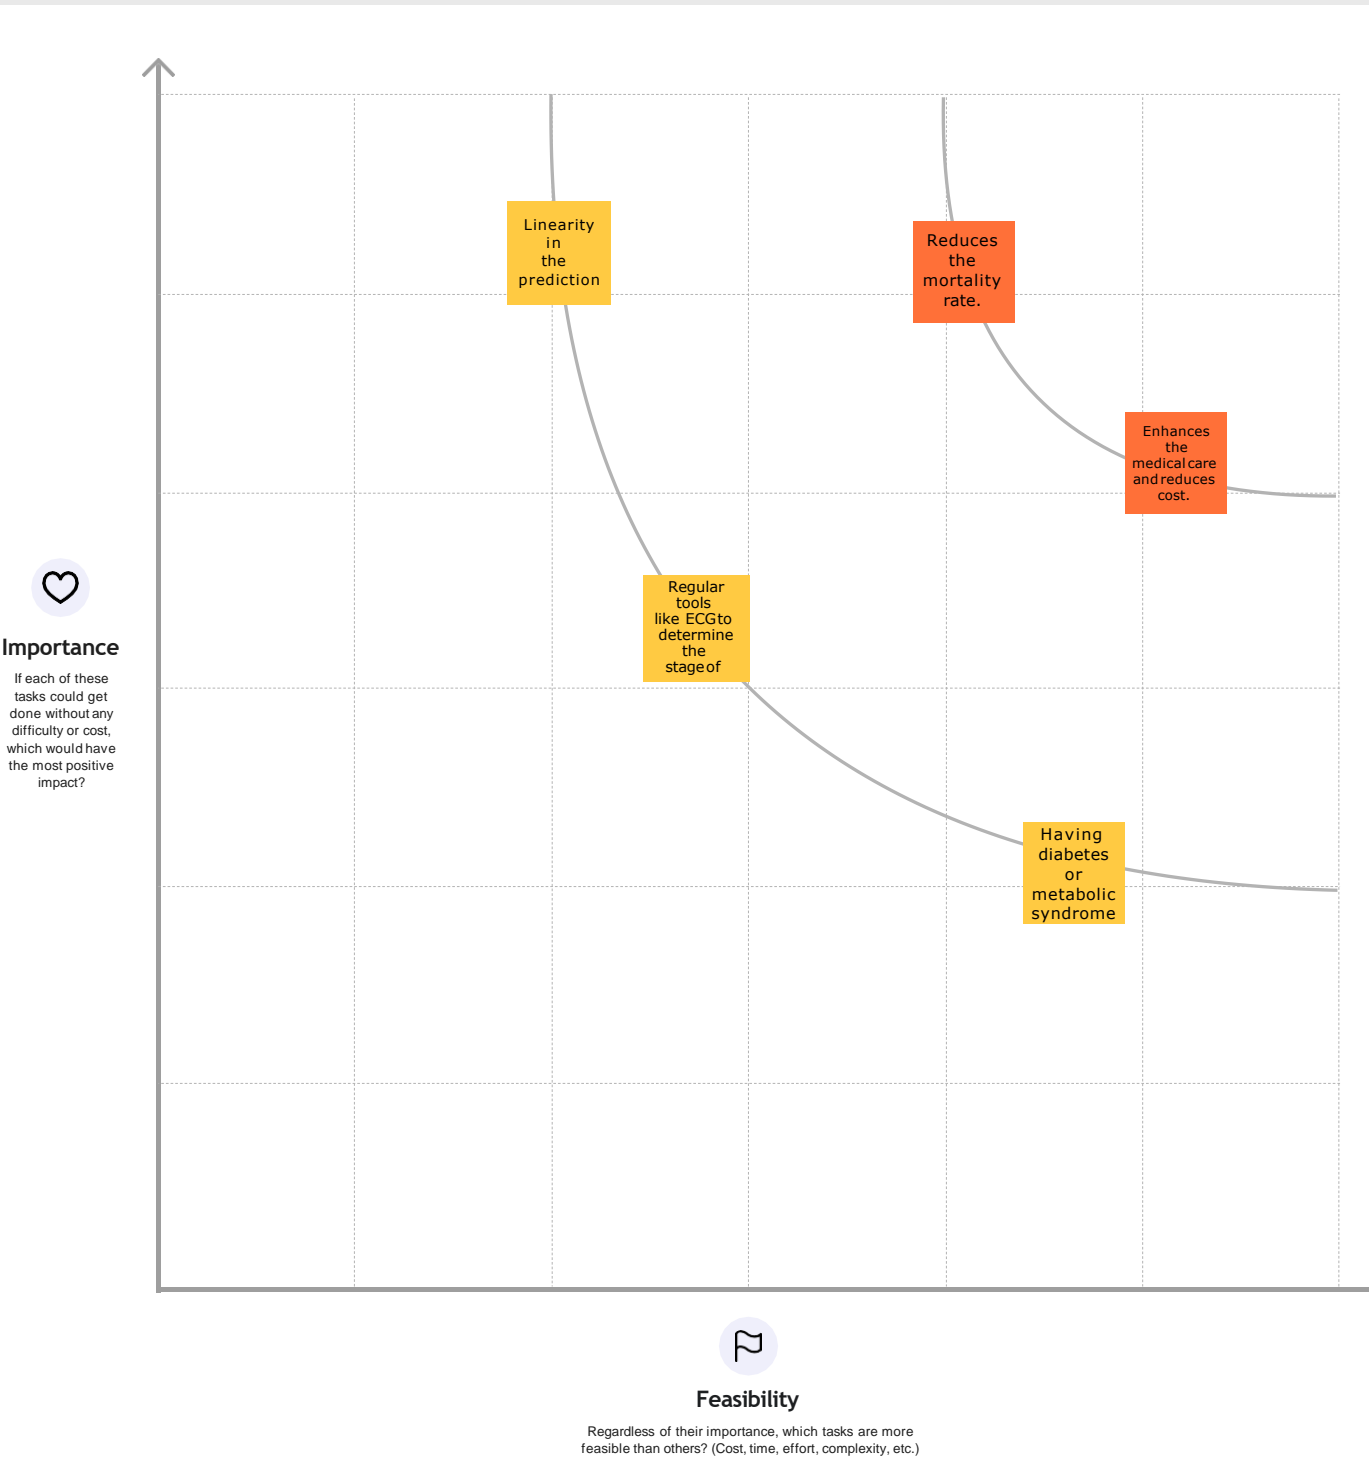 Linearity
in
the
prediction
Reduces
the
mortality
rate.
Enhances
the
medical care
and reduces
cost.
Regular
tools
like ECG to
determine
the
stage of
Having
diabetes
or
metabolic
syndrome
Importance
If each of these
tasks could get
done without any
difficulty or cost,
which would have
the most positive
impact?
Feasibility
Regardless of their importance, which tasks are more
feasible than others? (Cost, time, effort, complexity, etc.)